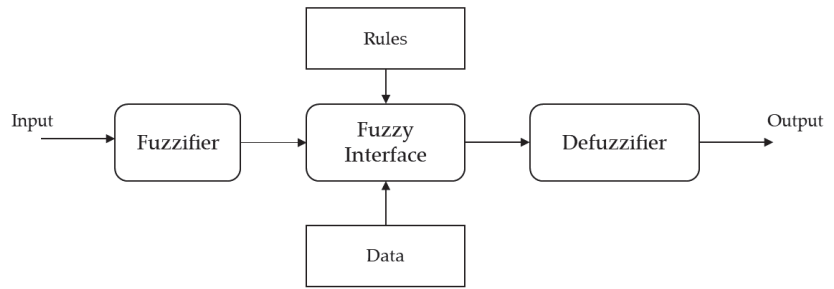 Rules
Input
Fuzzifier
Fuzzy
Interface
Defuzzifier
Output
Data